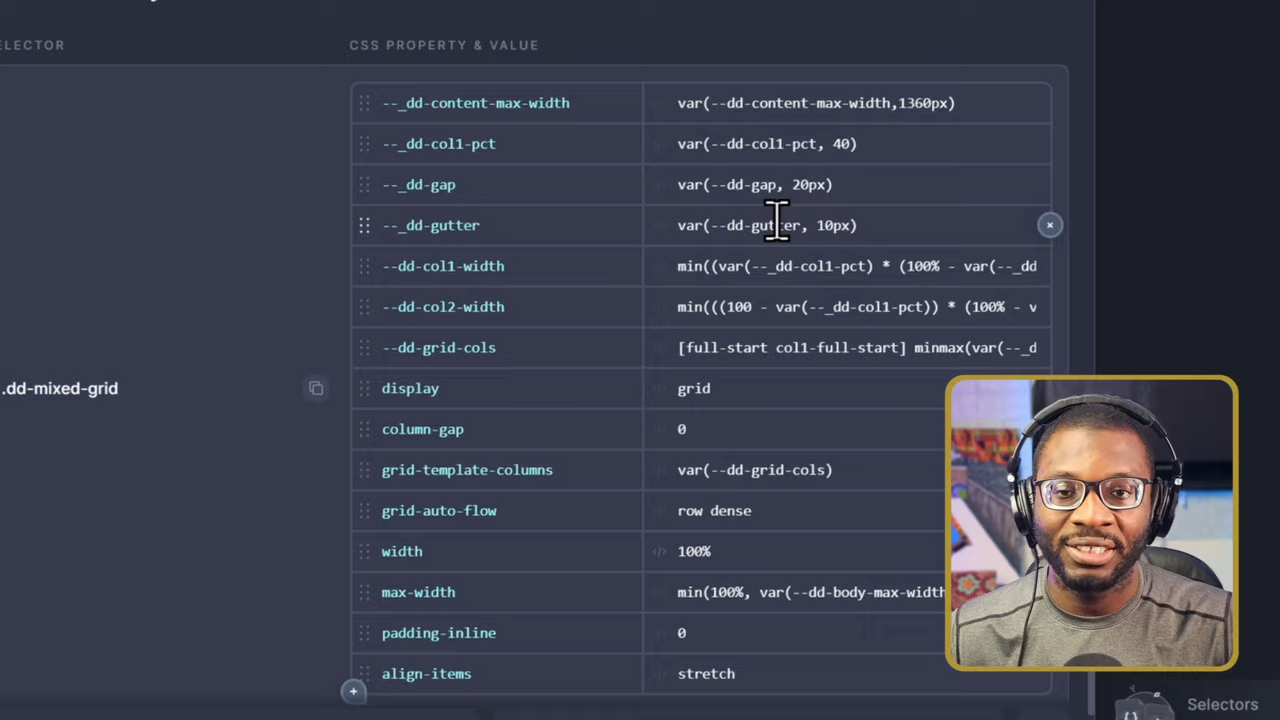 ELECTOR
CSS PROPERTY & VALUE
--_dd-content-max-width var(--dd-content-max-width,1360px)
--_dd-col1-pct var(--dd-col1-pct, 40)
--_dd-gap var(--dd-gap, 20px)
--_dd-gutter var(--dd-gutter, 10px)
--dd-col1-width min((var(--_dd-col1-pct) * (100% - var(--_dd
--dd-col2-width min(((100 - var(--_dd-col1-pct)) * (100% - v
--dd-grid-cols [full-start col1-full-start] minmax(var(--_d
.dd-mixed-grid
display grid
column-gap 0
grid-template-columns var(--dd-grid-cols)
grid-auto-flow row dense
width 100%
max-width min(100%, var(--dd-body-max-width
padding-inline 0
align-items stretch
Selectors